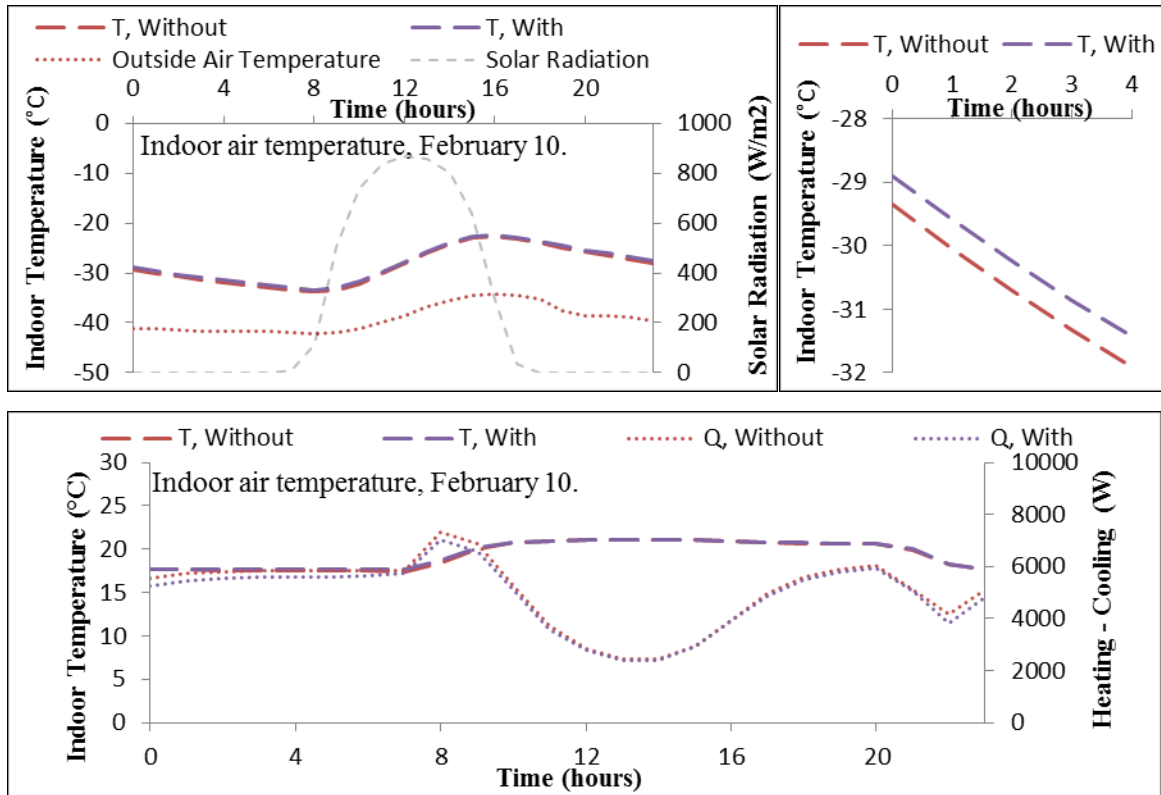 T, Without T, With
Outside Air Temperature Solar Radiation
0 4 8 12 16 20
Time (hours)
Indoor air temperature, February 10.
Indoor Temperature (°C)
0
-10
-20
-30
-40
-50
Solar Radiation (W/m2)
1000
800
600
400
200
0
T, Without T, With
0 1 2 3 4
Time (hours)
Indoor Temperature (°C)
-28
-29
-30
-31
-32
T, Without T, With Q, Without Q, With
Indoor air temperature, February 10.
Indoor Temperature (°C)
30
25
20
15
10
5
0
Heating - Cooling (W)
10000
8000
6000
4000
2000
0
0 4 8 12 16 20
Time (hours)